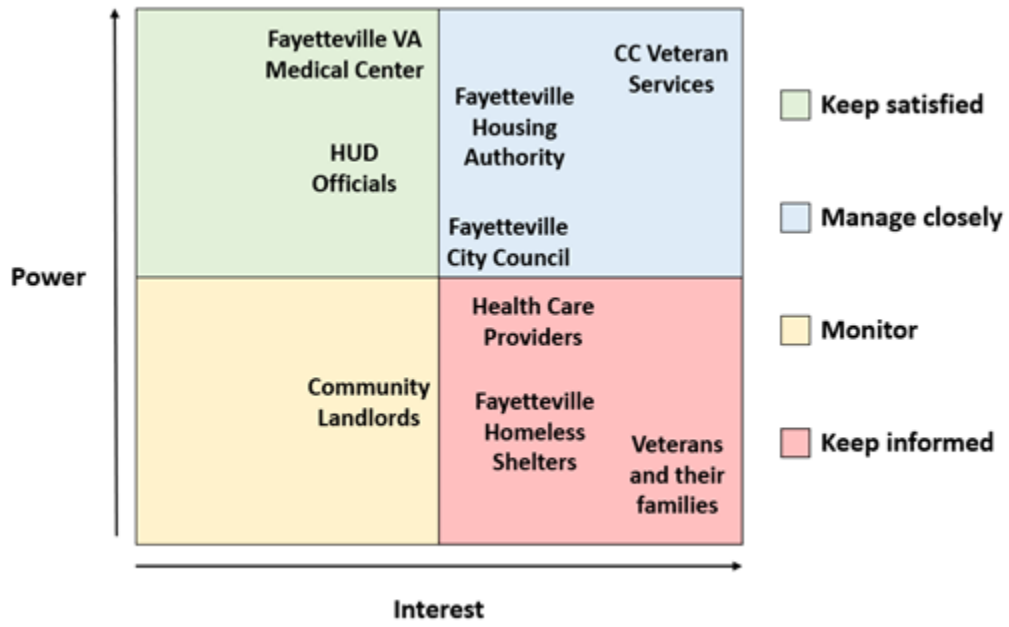 Fayetteville VA
Medical Center
HUD
Officials
CC Veteran
Services
Fayetteville
Housing
Authority
Fayetteville
City Council
Community
Landlords
Health Care
Providers
Fayetteville
Homeless
Shelters
Veterans
and their
families
Power
Interest
Keep satisfied
Manage closely
Monitor
Keep informed